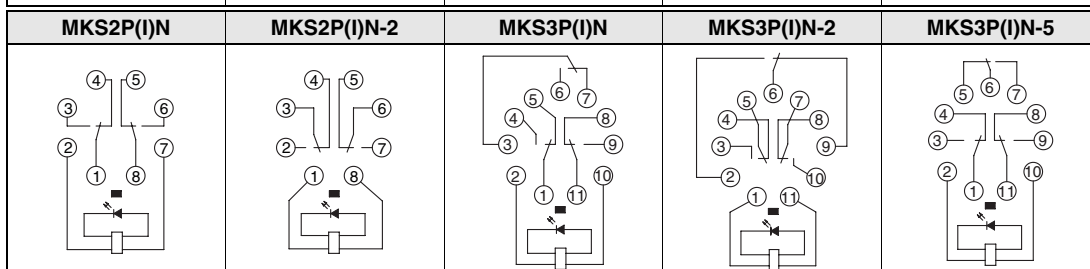 MKS2P(I)N MKS2P(I)N-2 MKS3P(I)N MKS3P(I)N-2 MKS3P(I)N-5
4 5 3 6 2 7 1 8
4 5 3 6 2 7 1 8
6 7 5 4 8 3 9 2 10 1 11
6 5 7 4 8 3 9 2 10 1 11
6 5 7 4 8 3 9 2 10 1 11